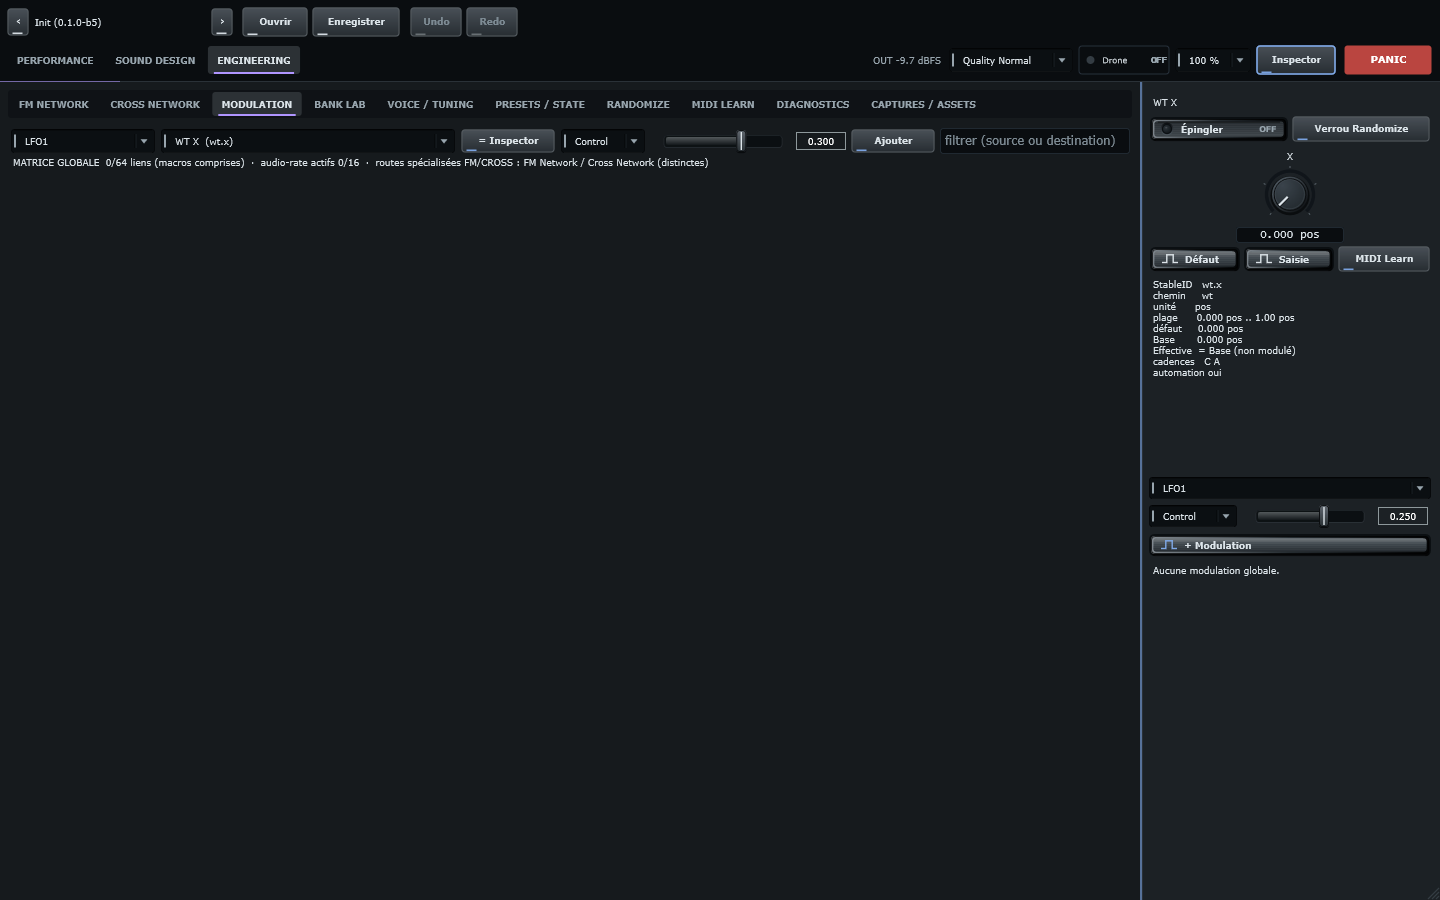 < Init (0.1.0-b5) > Ouvrir Enregistrer Undo Redo
PERFORMANCE SOUND DESIGN ENGINEERING OUT -9.7 dBFS Quality Normal Drone OFF 100 % Inspector PANIC
FM NETWORK CROSS NETWORK MODULATION BANK LAB VOICE / TUNING PRESETS / STATE RANDOMIZE MIDI LEARN DIAGNOSTICS CAPTURES / ASSETS
LFO1 WT X (wt.x) = Inspector Control 0.300 Ajouter filtrer (source ou destination)
MATRICE GLOBALE 0/64 liens (macros comprises) · audio-rate actifs 0/16 · routes spécialisées FM/CROSS : FM Network / Cross Network (distinctes)
WT X
Épingler OFF Verrou Randomize
X
0.000 pos
Défaut Saisie MIDI Learn
StableID wt.x
chemin wt
unité pos
plage 0.000 pos .. 1.00 pos
défaut 0.000 pos
Base 0.000 pos
Effective = Base (non modulé)
cadences C A
automation oui
LFO1
Control 0.250
+ Modulation
Aucune modulation globale.